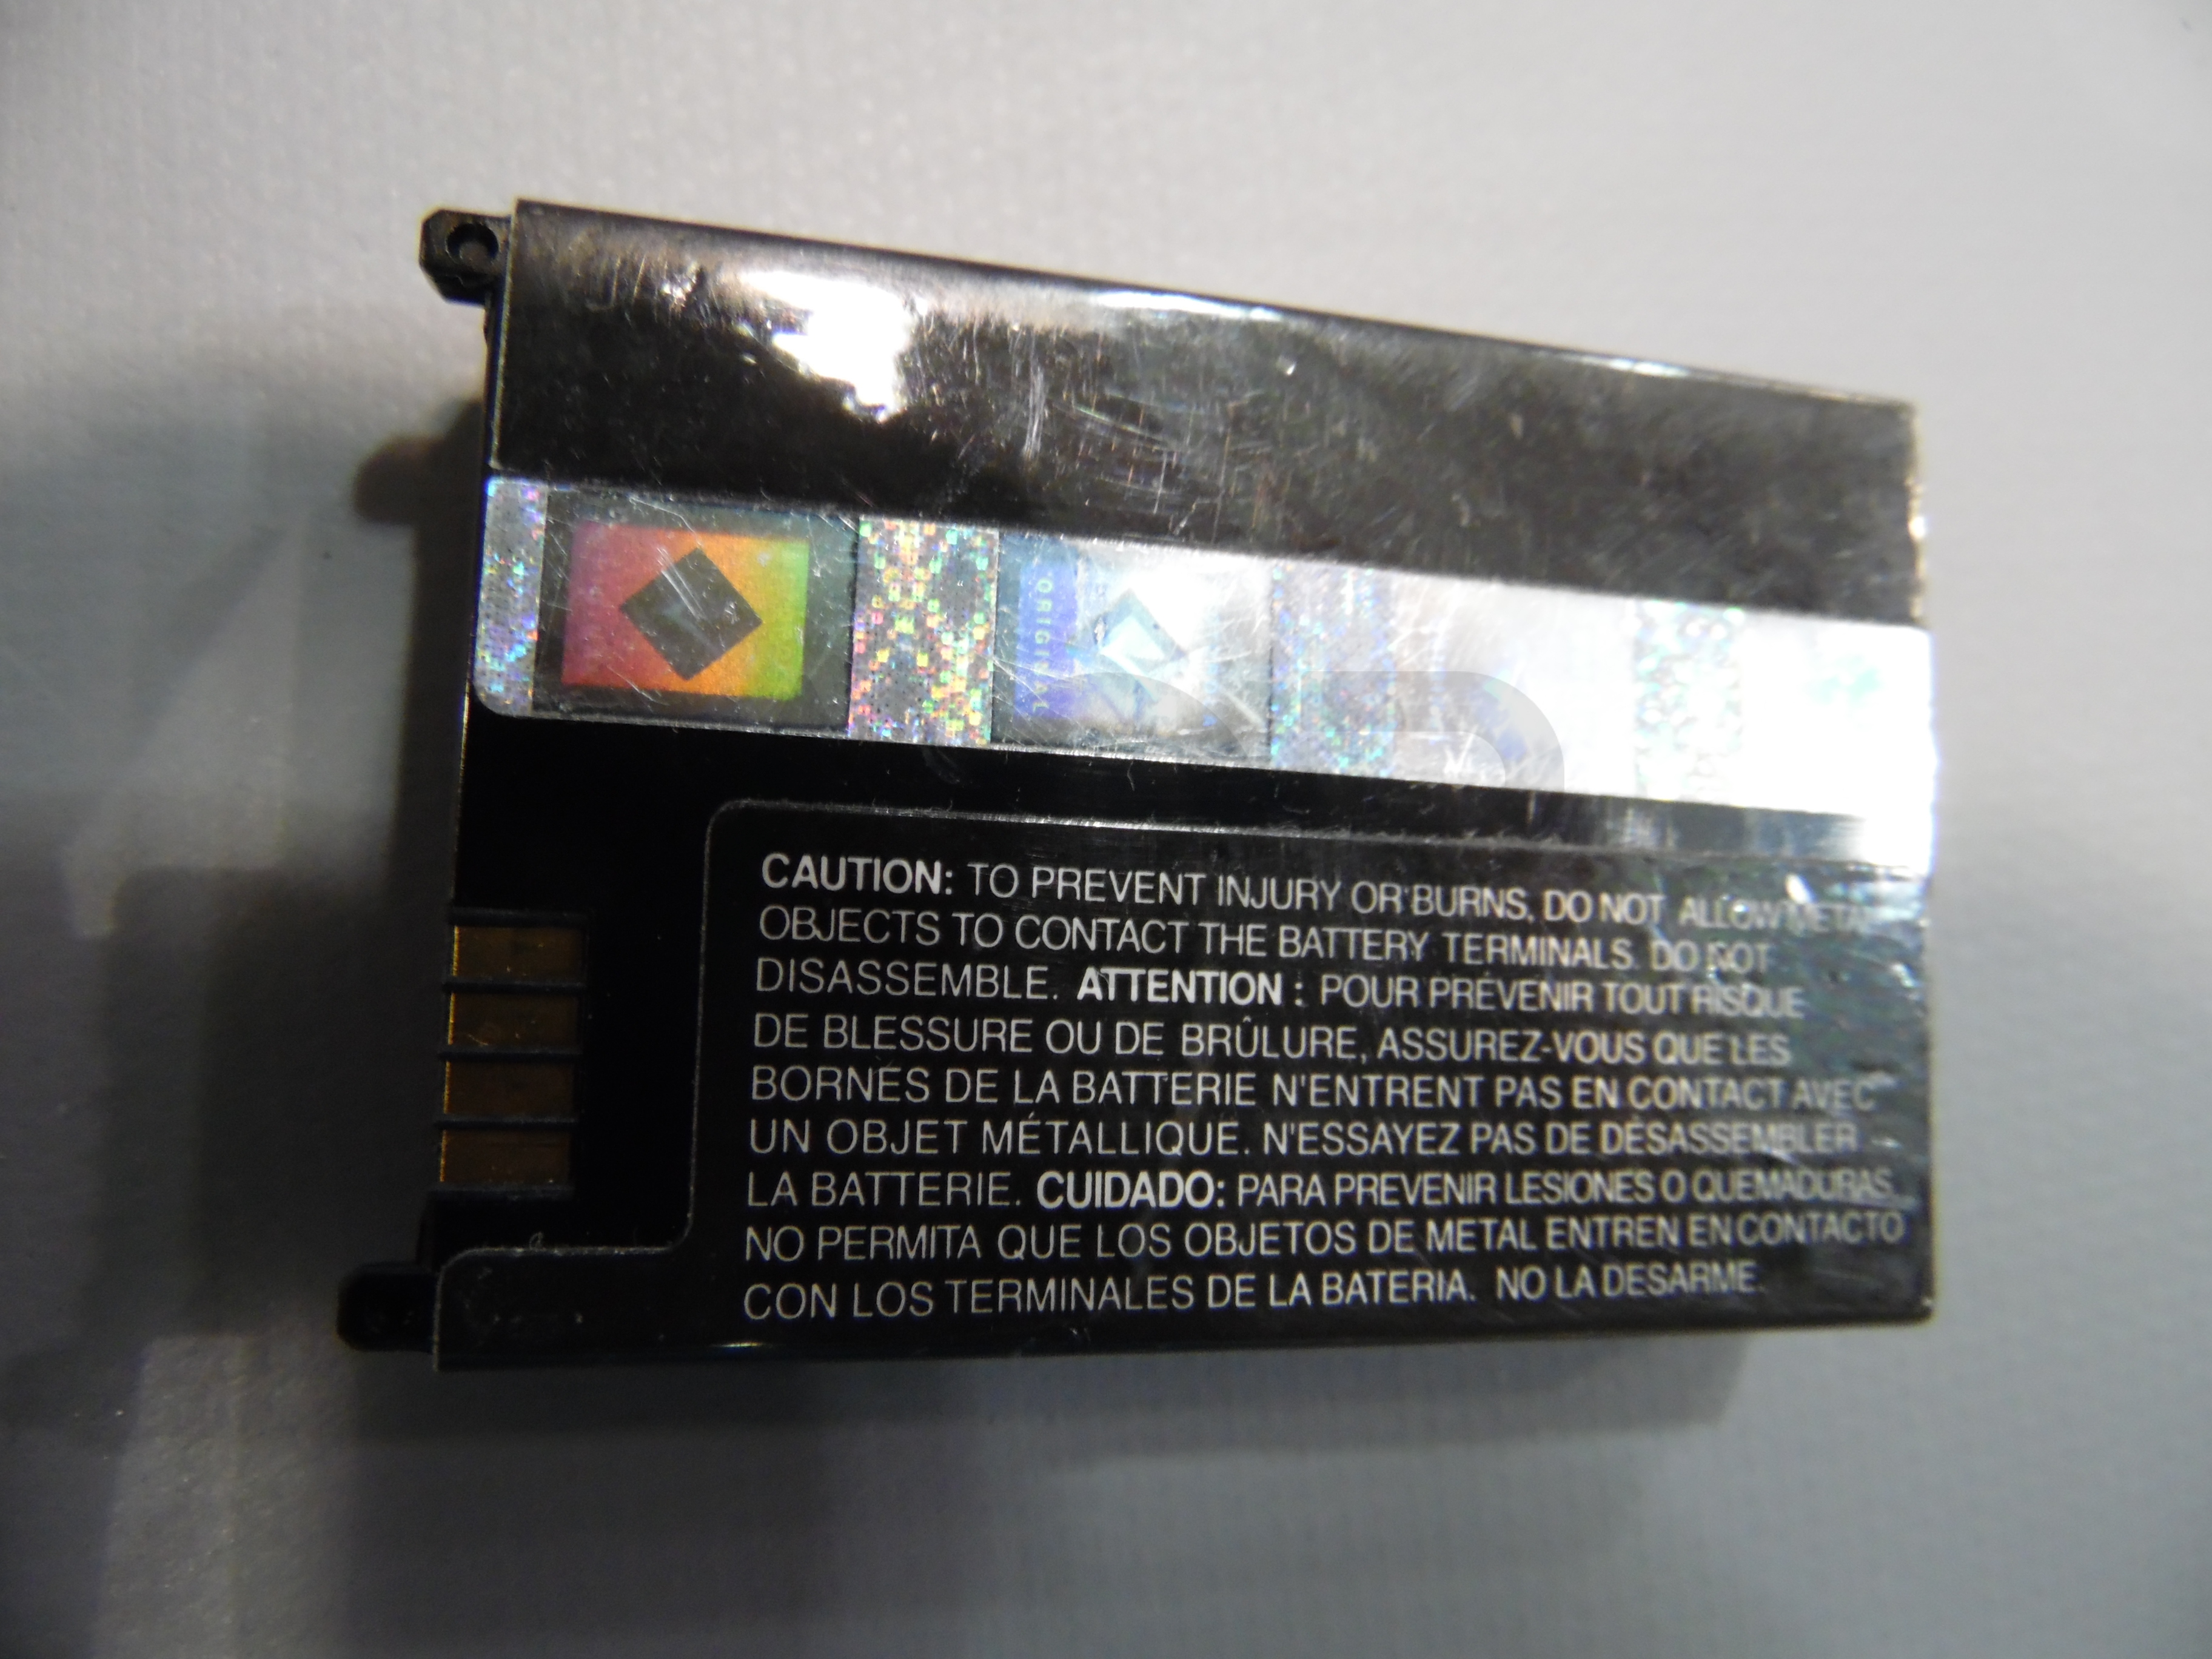 ORIGINAL
CAUTION: TO PREVENT INJURY OR BURNS, DO NOT ALLOW METAL
OBJECTS TO CONTACT THE BATTERY TERMINALS. DO NOT
DISASSEMBLE. ATTENTION : POUR PRÉVENIR TOUT RISQUE
DE BLESSURE OU DE BRÛLURE, ASSUREZ-VOUS QUE LES
BORNES DE LA BATTERIE N'ENTRENT PAS EN CONTACT AVEC
UN OBJET MÉTALLIQUE. N'ESSAYEZ PAS DE DÉSASSEMBLER
LA BATTERIE. CUIDADO: PARA PREVENIR LESIONES O QUEMADURAS,
NO PERMITA QUE LOS OBJETOS DE METAL ENTREN EN CONTACTO
CON LOS TERMINALES DE LA BATERIA. NO LA DESARME.